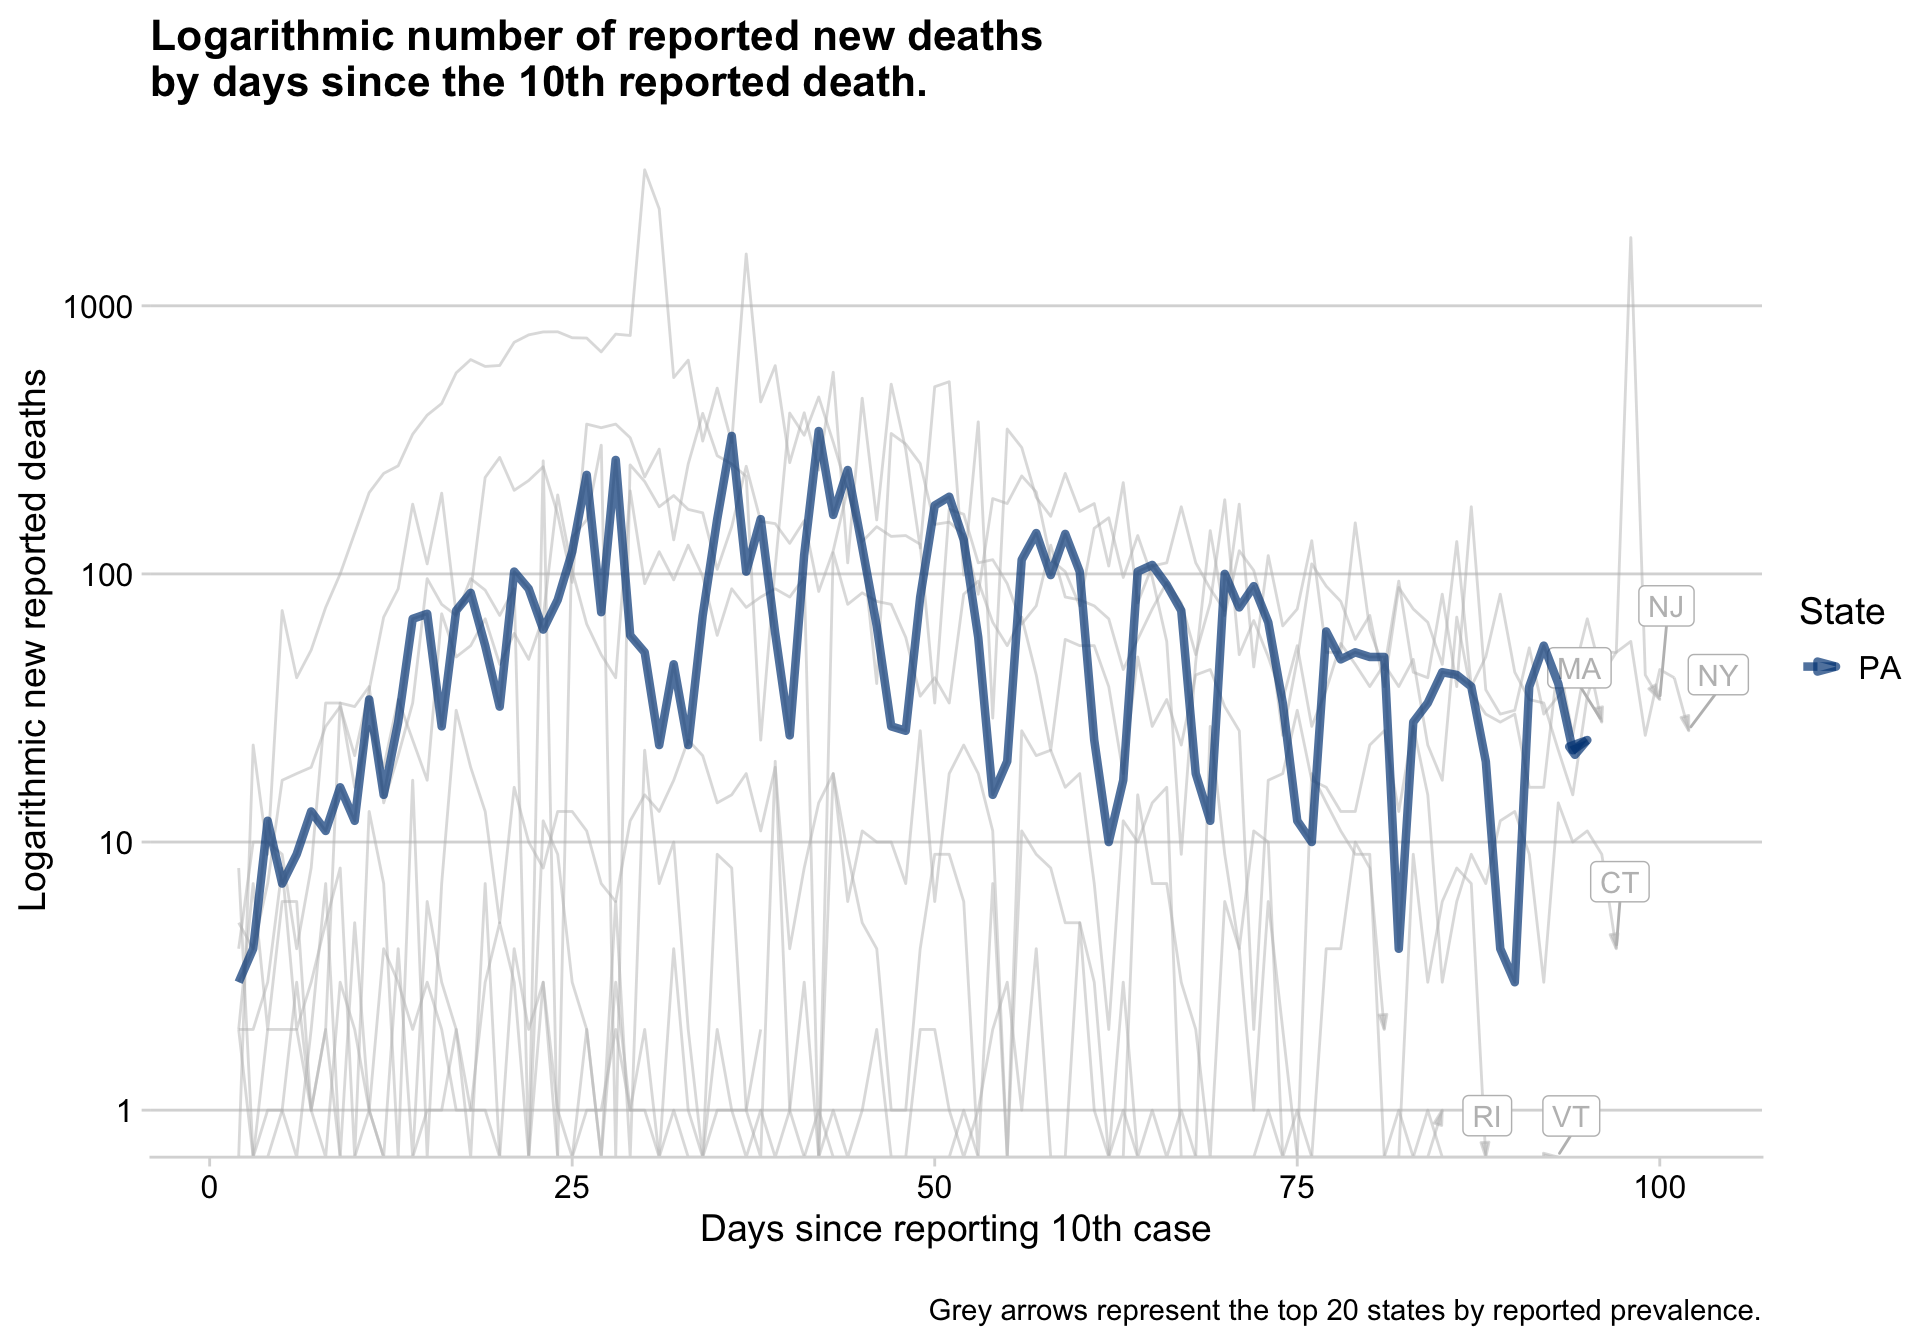 Logarithmic number of reported new deaths
by days since the 10th reported death.
Logarithmic new reported deaths
1000
100
10
1
NJ
MA
NY
CT
RI
VT
State
PA
0
25
50
75
100
Days since reporting 10th case
Grey arrows represent the top 20 states by reported prevalence.